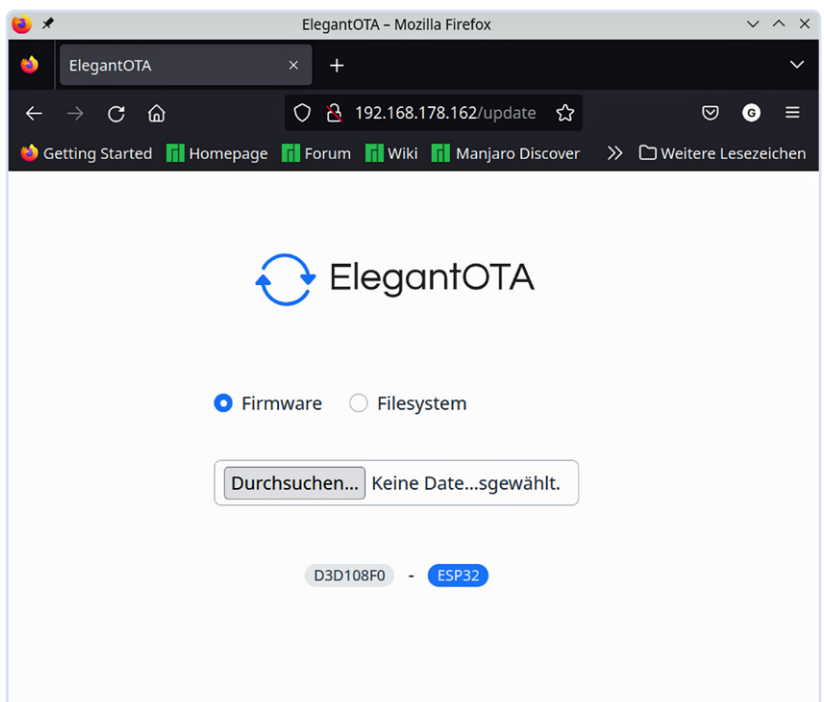 ElegantOTA – Mozilla Firefox
ElegantOTA
192.168.178.162/update
G
Getting Started Homepage Forum Wiki Manjaro Discover Weitere Lesezeichen
ElegantOTA
Firmware Filesystem
Durchsuchen... Keine Date...sgewählt.
D3D108F0 - ESP32